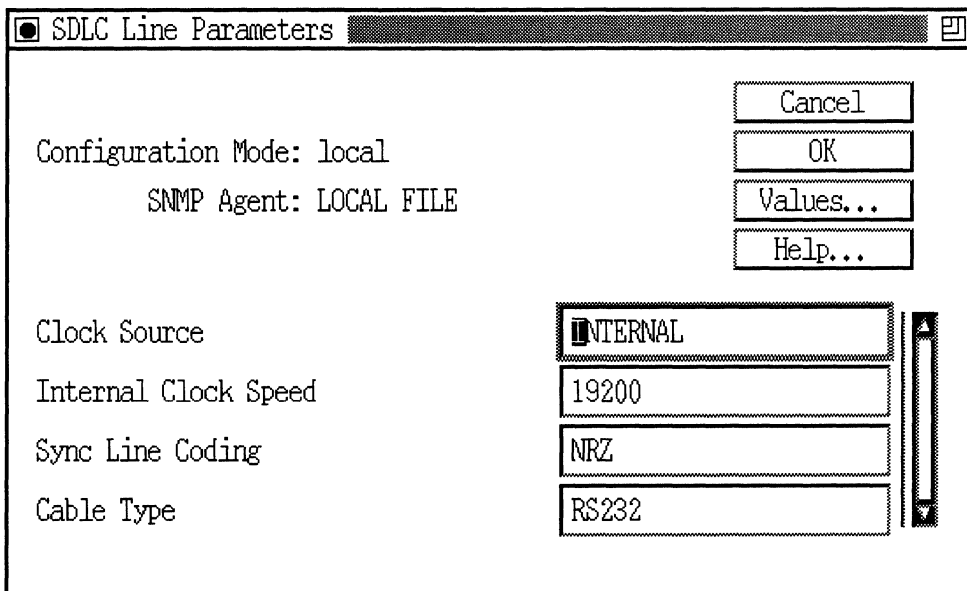 SDLC Line Parameters
Cancel
Configuration Mode: local
OK
SNMP Agent: LOCAL FILE
Values...
Help...
Clock Source
INTERNAL
Internal Clock Speed
19200
Sync Line Coding
NRZ
Cable Type
RS232